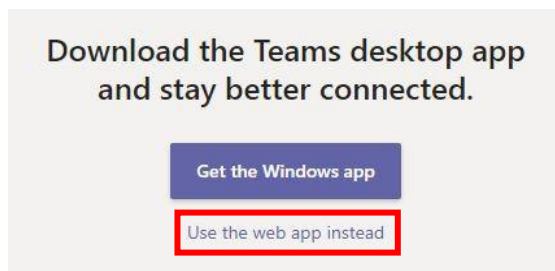 Download the Teams desktop app
and stay better connected.
Get the Windows app
Use the web app instead